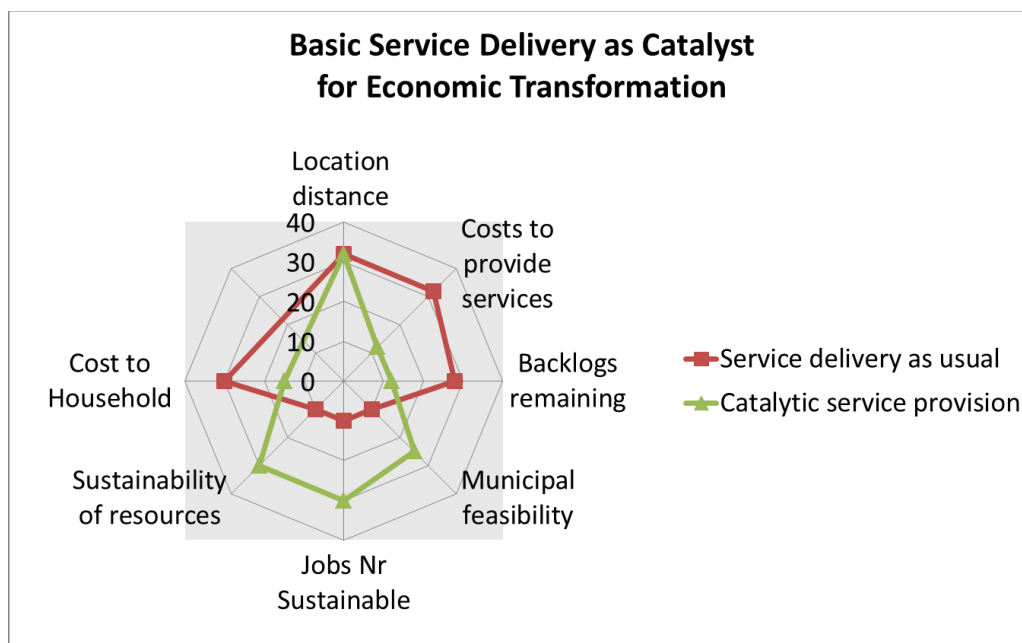 Basic Service Delivery as Catalyst
for Economic Transformation
Location
distance
Costs to
provide
services
Backlogs
remaining
Municipal
feasibility
Jobs Nr
Sustainable
Sustainability
of resources
Cost to
Household
40
30
20
10
0
Service delivery as usual
Catalytic service provision